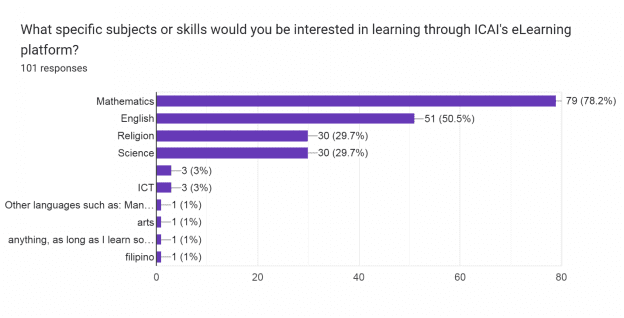 What specific subjects or skills would you be interested in learning through ICAI's eLearning
platform?
101 responses
Mathematics 79 (78.2%)
English 51 (50.5%)
Religion 30 (29.7%)
Science 30 (29.7%)
3 (3%)
ICT 3 (3%)
Other languages such as: Man... 1 (1%)
arts 1 (1%)
anything, as long as I learn so... 1 (1%)
filipino 1 (1%)
0 20 40 60 80